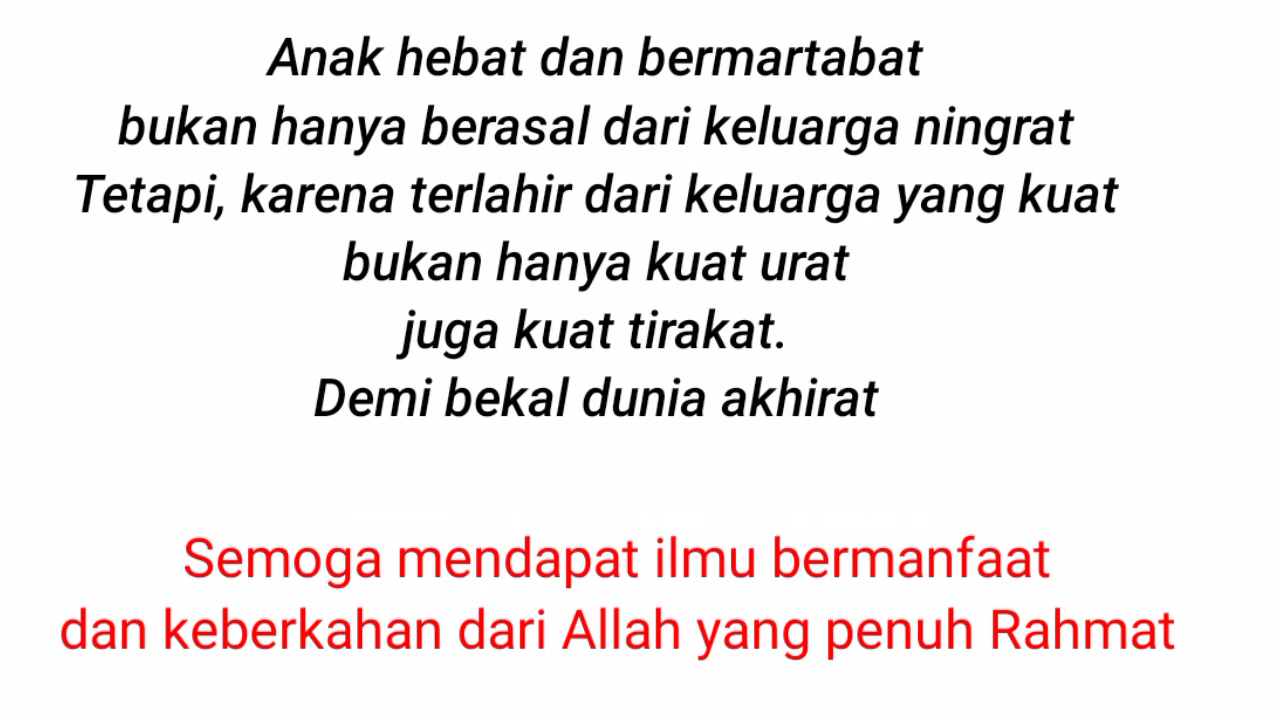 Anak hebat dan bermartabat
bukan hanya berasal dari keluarga ningrat
Tetapi, karena terlahir dari keluarga yang kuat
bukan hanya kuat urat
juga kuat tirakat.
Demi bekal dunia akhirat
Semoga mendapat ilmu bermanfaat
dan keberkahan dari Allah yang penuh Rahmat